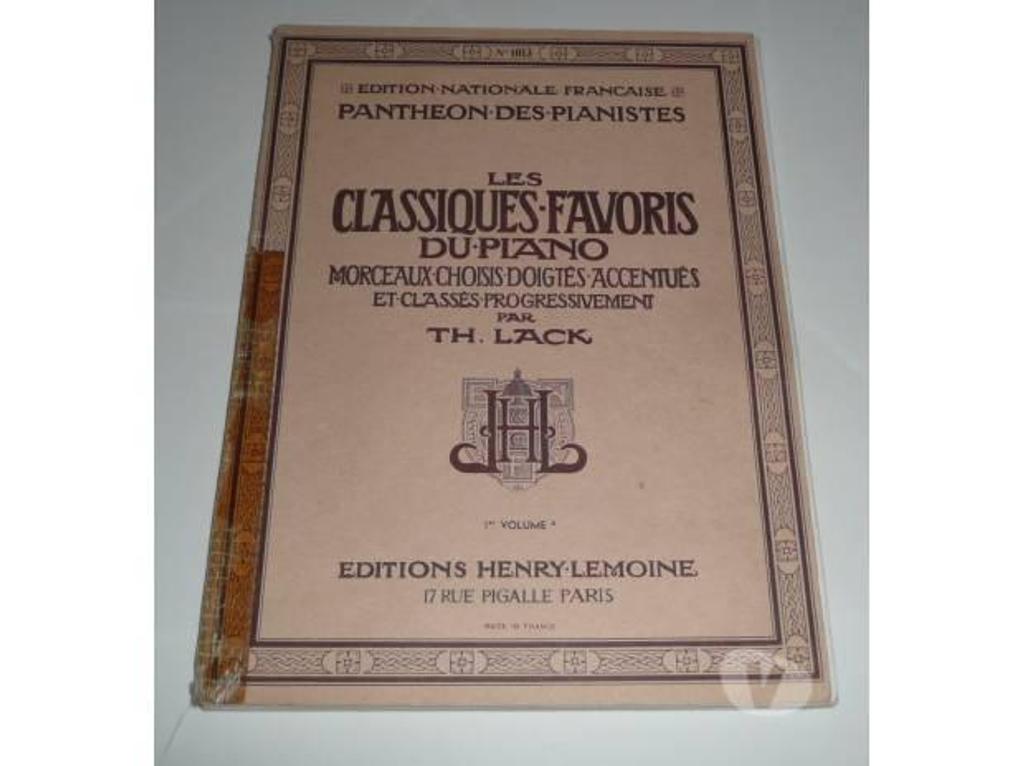 EDITION·NATIONALE FRANCAISE
PANTHEON·DES·PIANISTES
LES
CLASSIQUES·FAVORIS
DU·PIANO
MORCEAUX·CHOISIS·DOIGTÉS·ACCENTUÉS
ET·CLASSÉS·PROGRESSIVEMENT
PAR
TH. LACK
HL
1er VOLUME A
EDITIONS HENRY·LEMOINE
17 RUE PIGALLE PARIS
MADE IN FRANCE